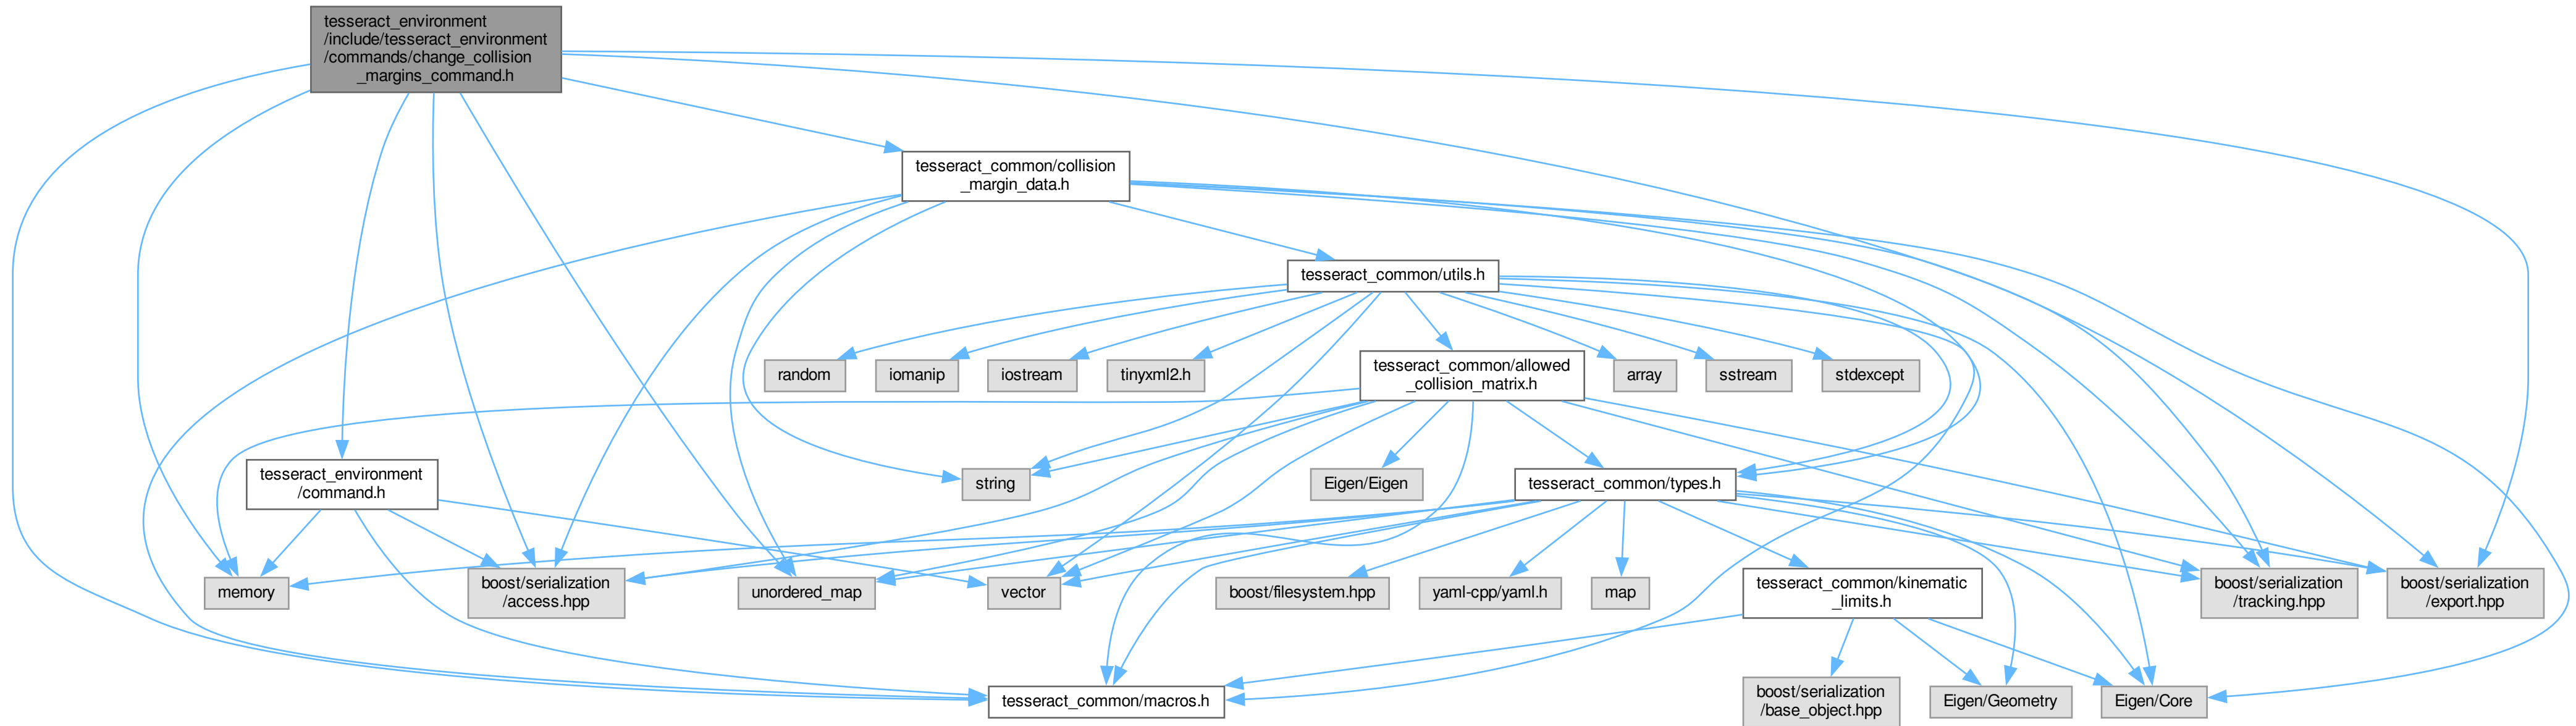 tesseract_environment
/include/tesseract_environment
/commands/change_collision
_margins_command.h
tesseract_common/collision
_margin_data.h
tesseract_common/utils.h
random
iomanip
iostream
tinyxml2.h
tesseract_common/allowed
_collision_matrix.h
array
sstream
stdexcept
tesseract_environment
/command.h
string
Eigen/Eigen
tesseract_common/types.h
memory
boost/serialization
/access.hpp
unordered_map
vector
boost/filesystem.hpp
yaml-cpp/yaml.h
map
tesseract_common/kinematic
_limits.h
boost/serialization
/tracking.hpp
boost/serialization
/export.hpp
tesseract_common/macros.h
boost/serialization
/base_object.hpp
Eigen/Geometry
Eigen/Core